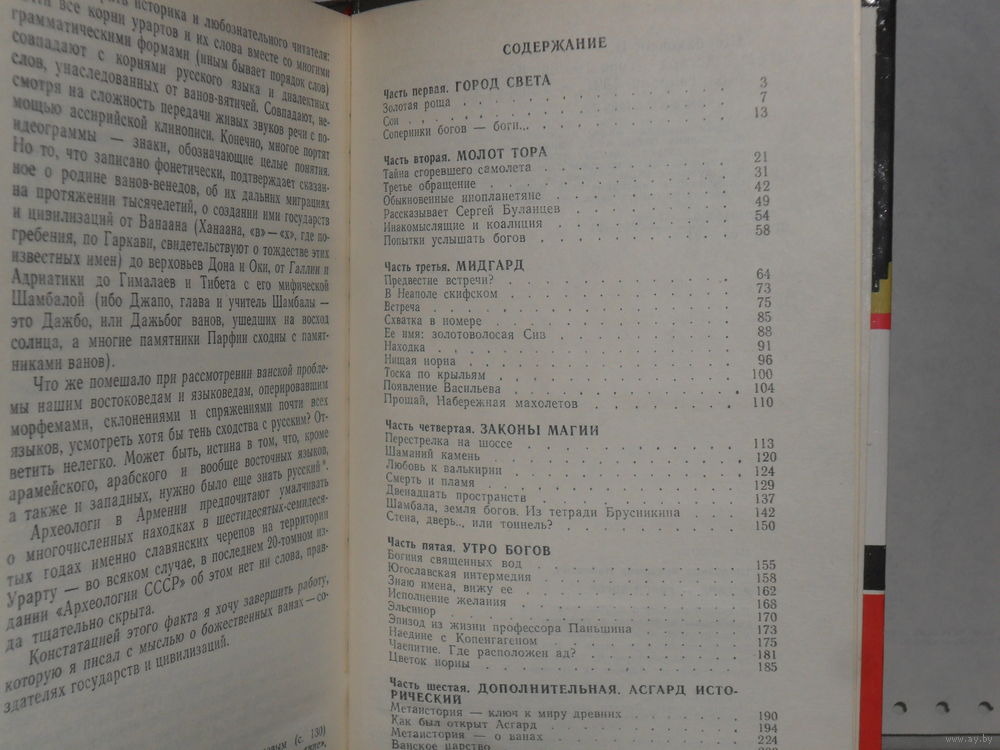 историка и любознательного читателя:
все корни урартов и их слова вместе со многими
грамматическими формами (иным бывает порядок слов)
совпадают с корнями русского языка и диалектных
слов, унаследованных от ванов-вятичей. Совпадают, не-
смотря на сложность передачи живых звуков речи с по-
мощью ассирийской клинописи. Конечно, многое портят
идеограммы — знаки, обозначающие целые понятия.
Но то, что записано фонетически, подтверждает сказан-
ное о родине ванов-венедов, об их дальних миграциях
на протяжении тысячелетий, о создании ими государств
и цивилизаций от Ванаана (Ханаана, «в»—«х», где по-
гребения, по Гаркави, свидетельствуют о тождестве этих
известных имен) до верховьев Дона и Оки, от Галлии и
Адриатики до Гималаев и Тибета с его мифической
Шамбалой (ибо Джапо, глава и учитель Шамбалы —
это Дажбо, или Дажьбог ванов, ушедших на восход
солнца, а многие памятники Парфии сходны с памят-
никами ванов).
Что же помешало при рассмотрении ванской пробле-
мы нашим востоковедам и языковедам, оперировавшим
морфемами, склонениями и спряжениями почти всех
языков, усмотреть хотя бы тень сходства с русским? От-
ветить нелегко. Может быть, истина в том, что, кроме
арамейского, арабского и вообще восточных языков,
а также и западных, нужно было еще знать русский*.
Археологи в Армении предпочитают умалчивать
о многочисленных находках в шестидесятых-семидеся-
тых годах именно славянских черепов на территории
Урарту — во всяком случае, в последнем 20-томном из-
дании «Археологии СССР» об этом нет ни слова, прав-
да тщательно скрыта.
Констатацией этого факта я хочу завершить работу,
которую я писал с мыслью о божественных ванах — со-
здателях государств и цивилизаций.
(с. 130)
СОДЕРЖАНИЕ
Часть первая. ГОРОД СВЕТА
Золотая роща 3
Сои 7
Соперники богов — боги... 13
Часть вторая. МОЛОТ ТОРА
Тайна сгоревшего самолета 21
Третье обращение 31
Обыкновенные инопланетяне 42
Рассказывает Сергей Буланцев 49
Инакомыслящие и коалиция 54
Попытки услышать богов 58
Часть третья. МИДГАРД
Предвестие встречи? 64
В Неаполе скифском 73
Встреча 75
Схватка в номере 85
Ее имя: золотоволосая Сив 88
Находка 91
Нищая норна 96
Тоска по крыльям 100
Появление Васильева 104
Прощай, Набережная махолетов 110
Часть четвертая. ЗАКОНЫ МАГИИ
Перестрелка на шоссе 113
Шаманий камень 120
Любовь к валькирии 124
Смерть и пламя 129
Двенадцать пространств 137
Шамбала, земля богов. Из тетради Брусникина 142
Стена, дверь.., или тоннель? 150
Часть пятая. УТРО БОГОВ
Богиня священных вод 155
Югославская интермедия 158
Знаю имена, вижу ее 162
Исполнение желания 168
Эльсинор 170
Эпизод из жизни профессора Паньшина 173
Наедине с Копенгагеном 175
Чаепитие. Где расположен ад? 181
Цветок норны 185
Часть шестая. ДОПОЛНИТЕЛЬНАЯ. АСГАРД ИСТО-
РИЧЕСКИЙ
Метаистория — ключ к миру древних 190
Как был открыт Асгард 194
Метаистория — о ванах 224
Ванское царство
www.ay.by